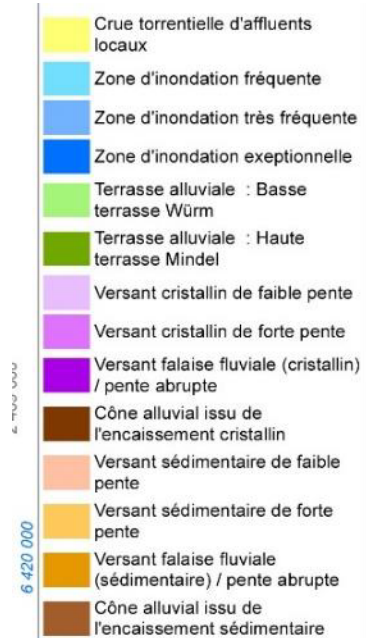 Crue torrentielle d'affluents
locaux
Zone d'inondation fréquente
Zone d'inondation très fréquente
Zone d'inondation exeptionnelle
Terrasse alluviale : Basse
terrasse Würm
Terrasse alluviale : Haute
terrasse Mindel
Versant cristallin de faible pente
Versant cristallin de forte pente
Versant falaise fluviale (cristallin)
/ pente abrupte
Cône alluvial issu de
l'encaissement cristallin
Versant sédimentaire de faible
pente
Versant sédimentaire de forte
pente
Versant falaise fluviale
(sédimentaire) / pente abrupte
Cône alluvial issu de
l'encaissement sédimentaire
6 420 000